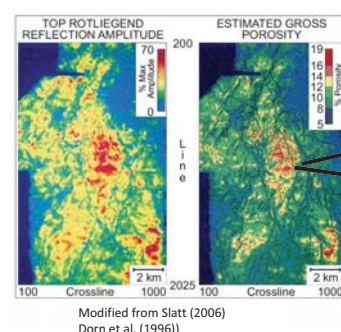 TOP ROTLIEGEND
REFLECTION AMPLITUDE
70
% Max
Amplitude
0
2 km
100 Crossline 1000
200
Line
2025
ESTIMATED GROSS
POROSITY
19
16
14
12
10
8
5
% Porosity
2 km
100 Crossline 1000
Modified from Slatt (2006)
Dorn et al. (1996))